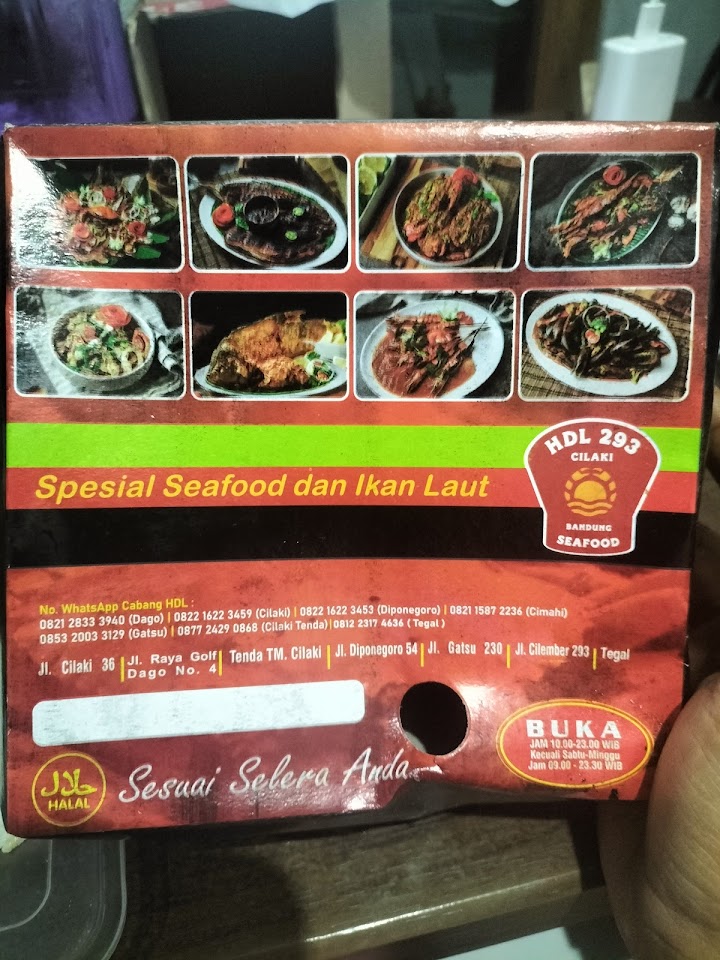 HDL 293
CILAKI
BANDUNG
SEAFOOD
Spesial Seafood dan Ikan Laut
No. WhatsApp Cabang HDL :
0821 2833 3940 (Dago) | 0822 1622 3459 (Cilaki) | 0822 1622 3453 (Diponegoro) | 0821 1587 2236 (Cimahi)
0853 2003 3129 (Gatsu) | 0877 2429 0868 (Cilaki Tenda) | 0812 2317 4636 ( Tegal )
Jl. Cilaki 36 | Jl. Raya Golf Dago No. 4 | Tenda TM. Cilaki | Jl. Diponegoro 54 | Jl. Gatsu 230 | Jl. Cilember 293 | Tegal
BUKA
JAM 10.00-23.00 WIB
Kecuali Sabtu-Minggu
Jam 09.00 - 23.30 WIB
حلال
HALAL
Sesuai Selera Anda